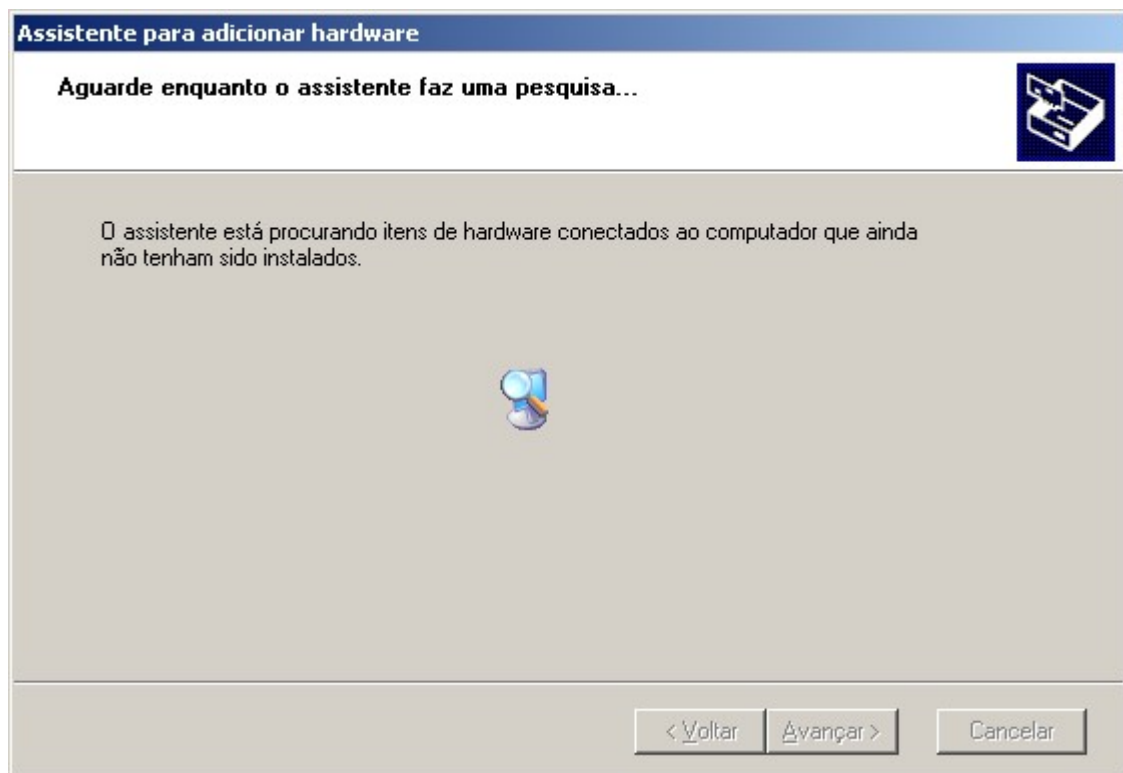 Assistente para adicionar hardware
Aguarde enquanto o assistente faz uma pesquisa...
O assistente está procurando itens de hardware conectados ao computador que ainda
não tenham sido instalados.
< Voltar Avançar > Cancelar